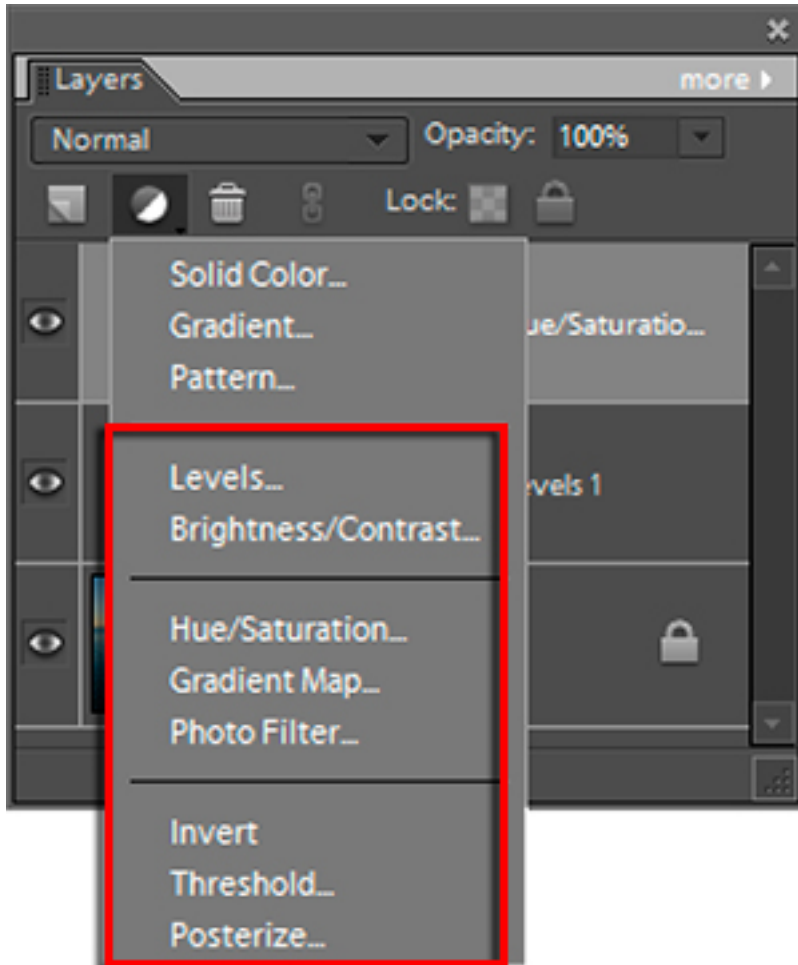 Layers more
Normal Opacity: 100%
Lock:
Solid Color...
Gradient... ue/Saturatio...
Pattern...
Levels... evels 1
Brightness/Contrast...
Hue/Saturation...
Gradient Map...
Photo Filter...
Invert
Threshold...
Posterize...